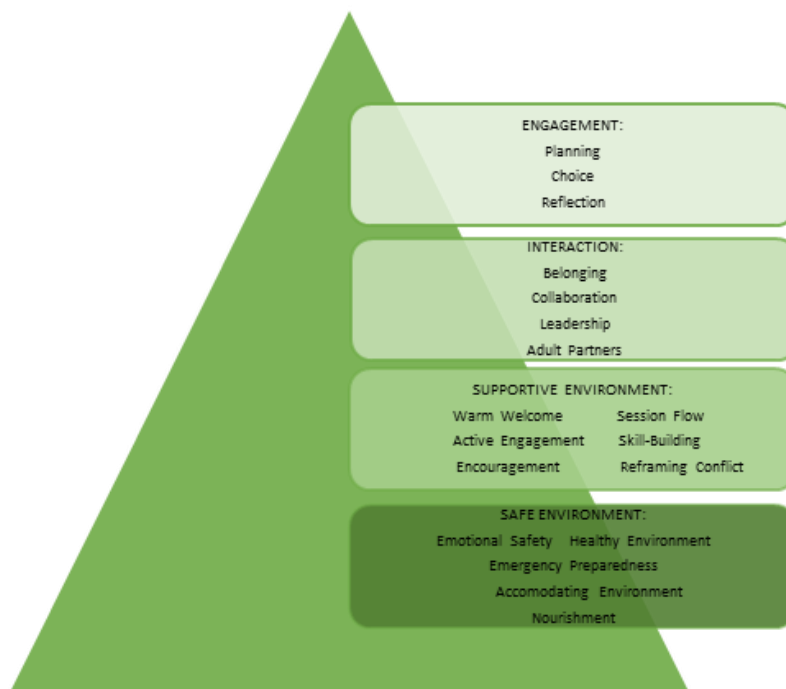 ENGAGEMENT:
Planning
Choice
Reflection
INTERACTION:
Belonging
Collaboration
Leadership
Adult Partners
SUPPORTIVE ENVIRONMENT:
Warm Welcome Session Flow
Active Engagement Skill-Building
Encouragement Reframing Conflict
SAFE ENVIRONMENT:
Emotional Safety Healthy Environment
Emergency Preparedness
Accomodating Environment
Nourishment